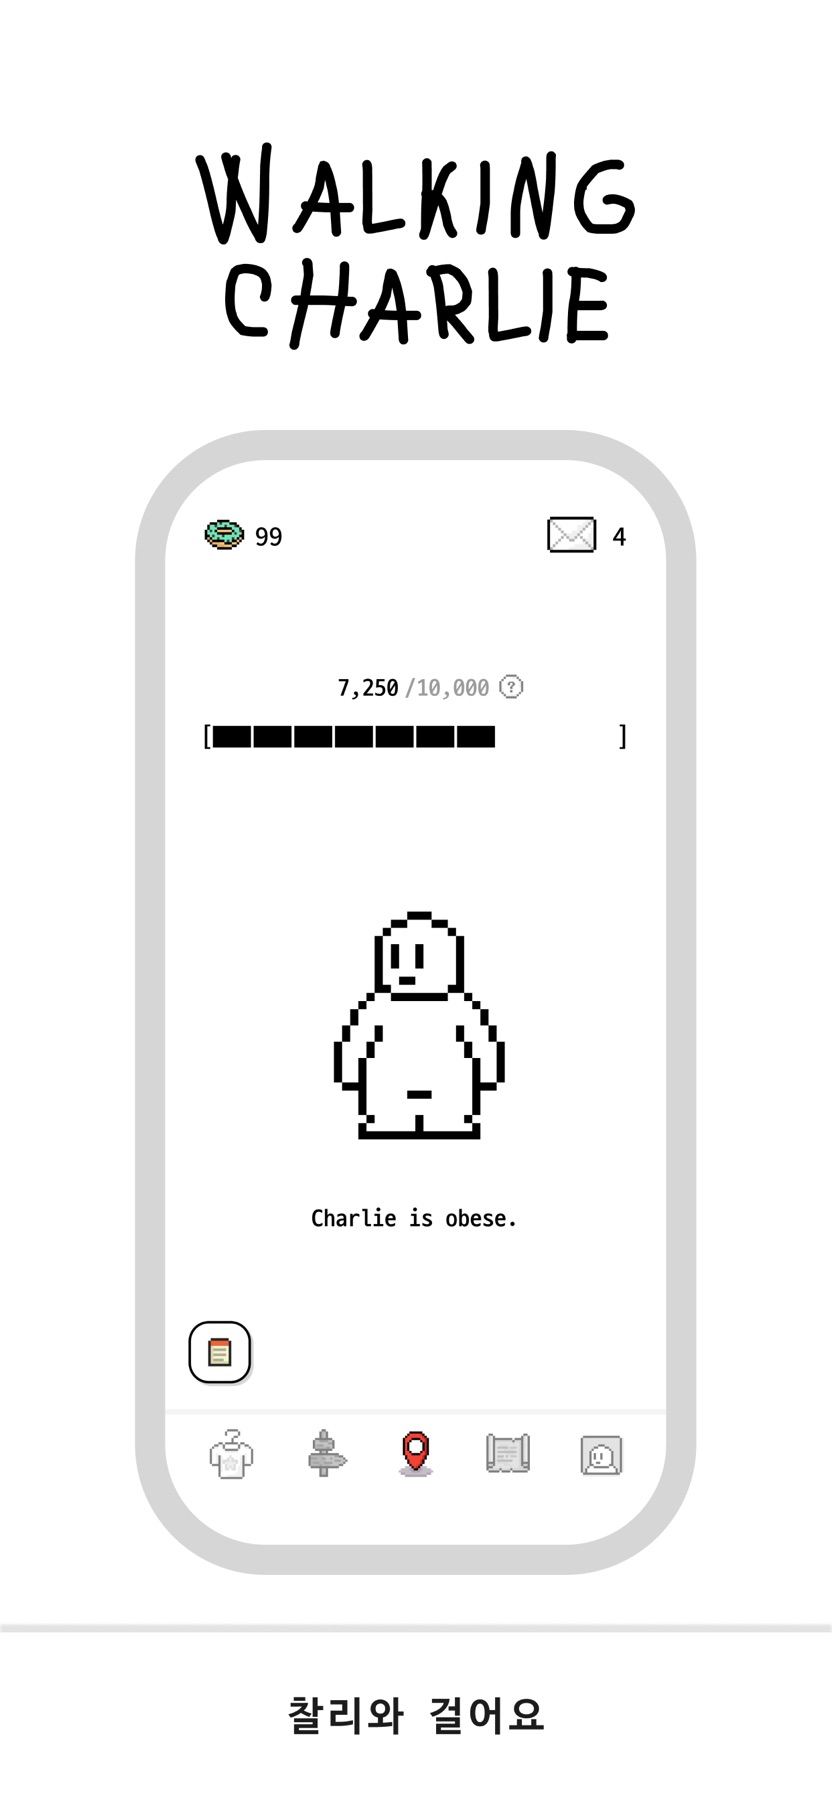 WALKING
CHARLIE
99 4
7,250/10,000 ?
[ ]
Charlie is obese.
찰리와 걸어요